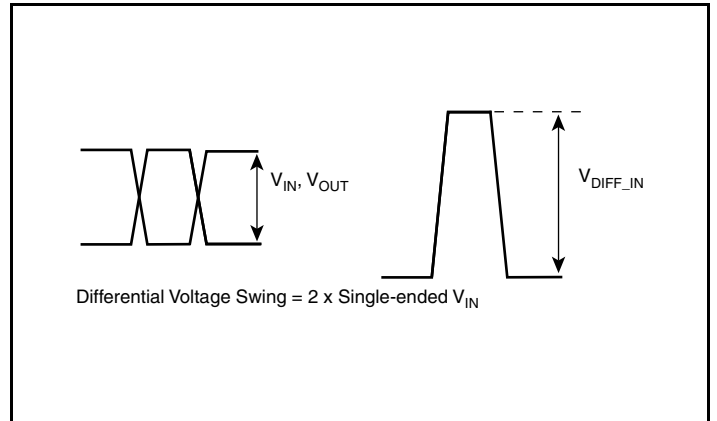 V_IN, V_OUT
V_DIFF_IN
Differential Voltage Swing = 2 x Single-ended V_IN